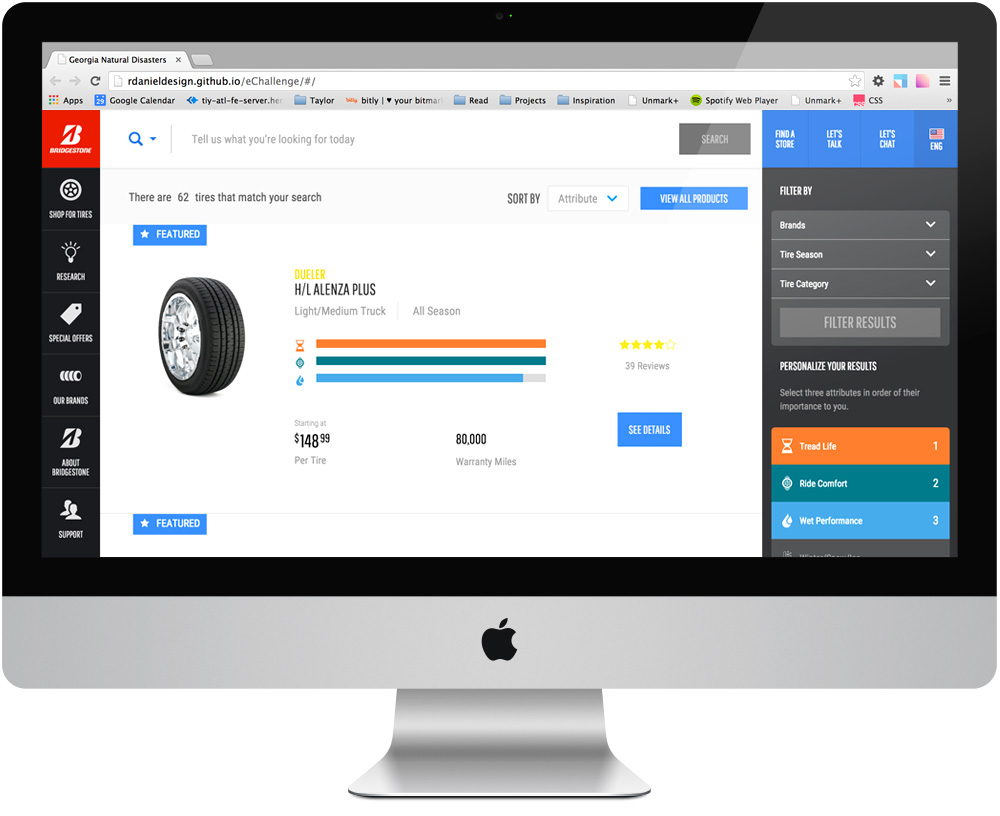 Georgia Natural Disasters
rdanieldesign.github.io/eChallenge/#/
Apps
29
Google Calendar
tiy-atl-fe-server.her
Taylor
bitly
bitly | ♥ your bitmar
Read
Projects
Inspiration
Unmark+
Spotify Web Player
Unmark+
CSS
»
BRIDGESTONE
Tell us what you're looking for today
SEARCH
FIND A
STORE
LET'S
TALK
LET'S
CHAT
ENG
SHOP FOR TIRES
RESEARCH
SPECIAL OFFERS
OUR BRANDS
ABOUT
BRIDGESTONE
SUPPORT
There are 62 tires that match your search
SORT BY
Attribute
VIEW ALL PRODUCTS
FEATURED
DUELER
H/L ALENZA PLUS
Light/Medium Truck
All Season
39 Reviews
Starting at
$148 99
Per Tire
80,000
Warranty Miles
SEE DETAILS
FEATURED
FILTER BY
Brands
Tire Season
Tire Category
FILTER RESULTS
PERSONALIZE YOUR RESULTS
Select three attributes in order of their
importance to you.
Tread Life 1
Ride Comfort 2
Wet Performance 3